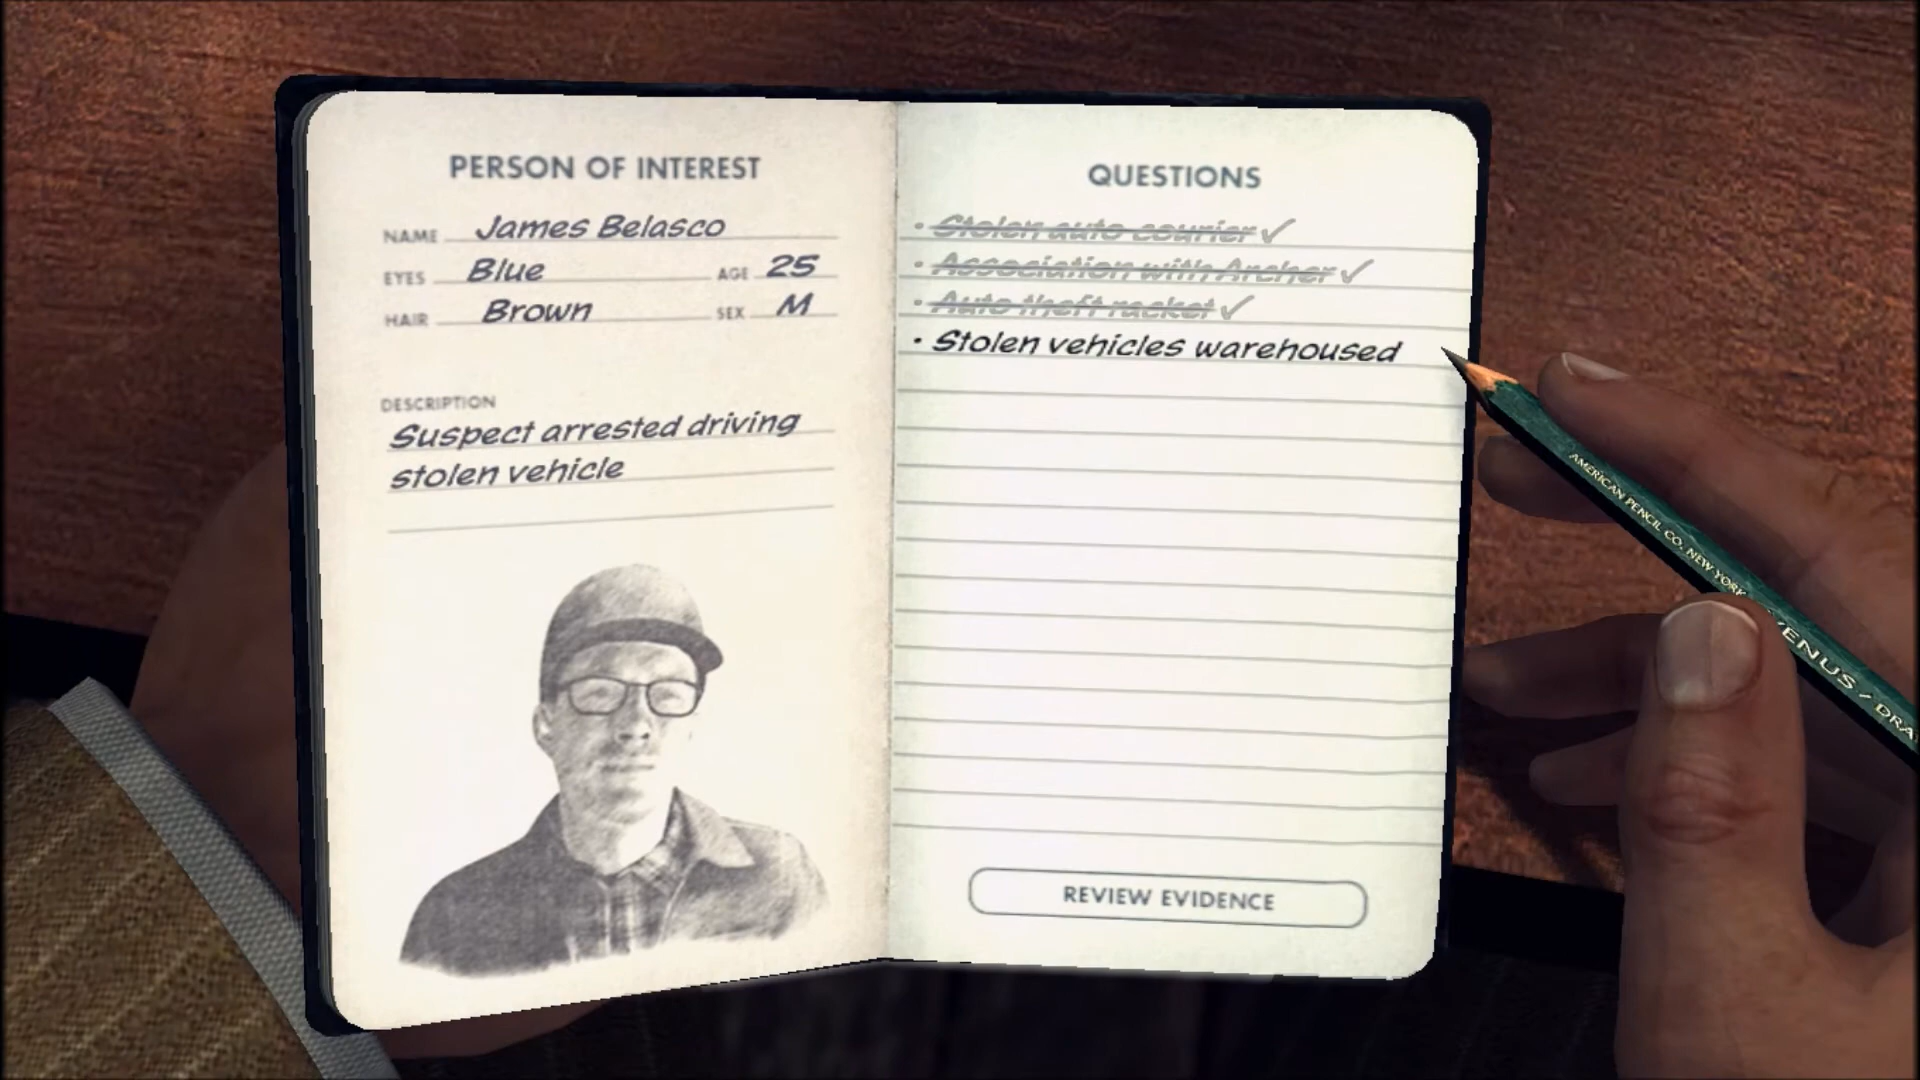 PERSON OF INTEREST
NAME James Belasco
EYES Blue AGE 25
HAIR Brown SEX M
DESCRIPTION
Suspect arrested driving
stolen vehicle
QUESTIONS
• Stolen auto courier ✓
• Association with Archer ✓
• Auto theft racket ✓
• Stolen vehicles warehoused
REVIEW EVIDENCE
AMERICAN PENCIL CO. NEW YORK
VENUS / DRA